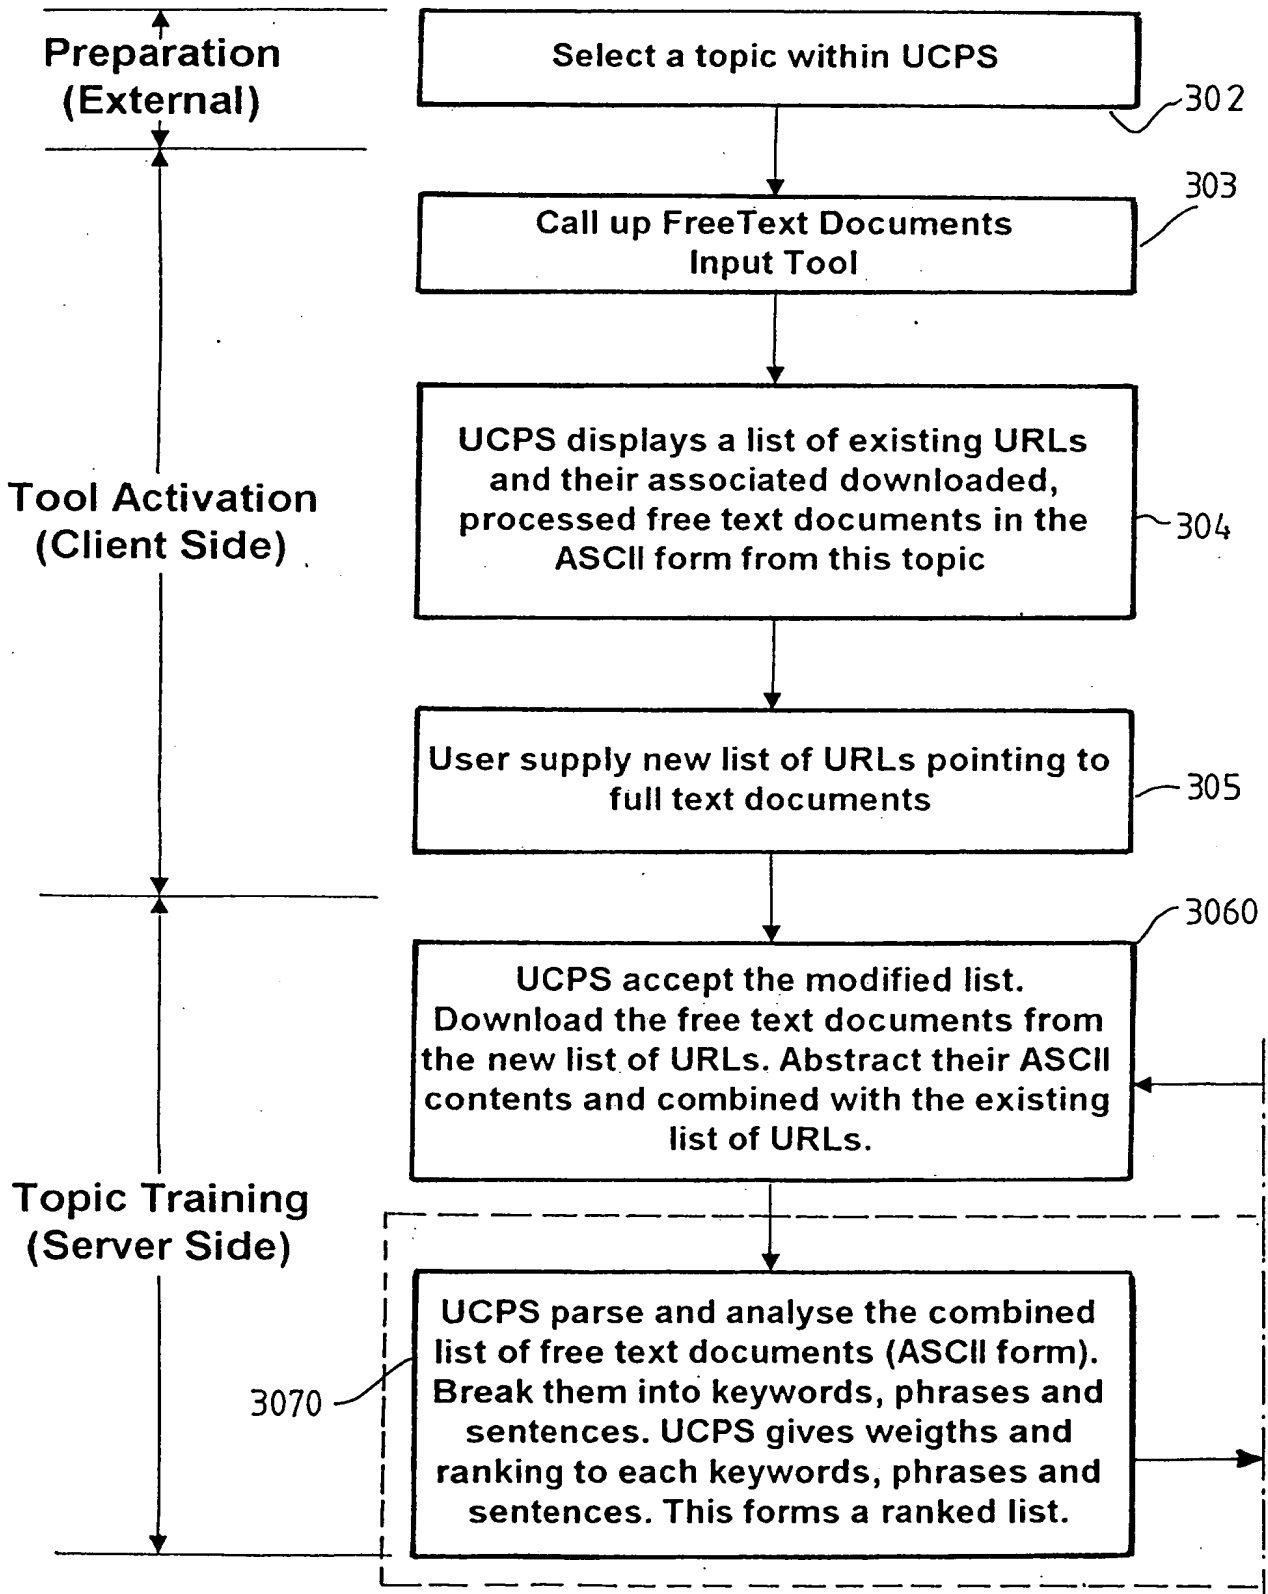 Preparation
(External)
Select a topic within UCPS
302
303
Call up FreeText Documents
Input Tool
Tool Activation
(Client Side)
UCPS displays a list of existing URLs
and their associated downloaded,
processed free text documents in the
ASCII form from this topic
304
User supply new list of URLs pointing to
full text documents
305
3060
UCPS accept the modified list.
Download the free text documents from
the new list of URLs. Abstract their ASCII
contents and combined with the existing
list of URLs.
Topic Training
(Server Side)
UCPS parse and analyse the combined
list of free text documents (ASCII form).
Break them into keywords, phrases and
sentences. UCPS gives weigths and
ranking to each keywords, phrases and
sentences. This forms a ranked list.
3070